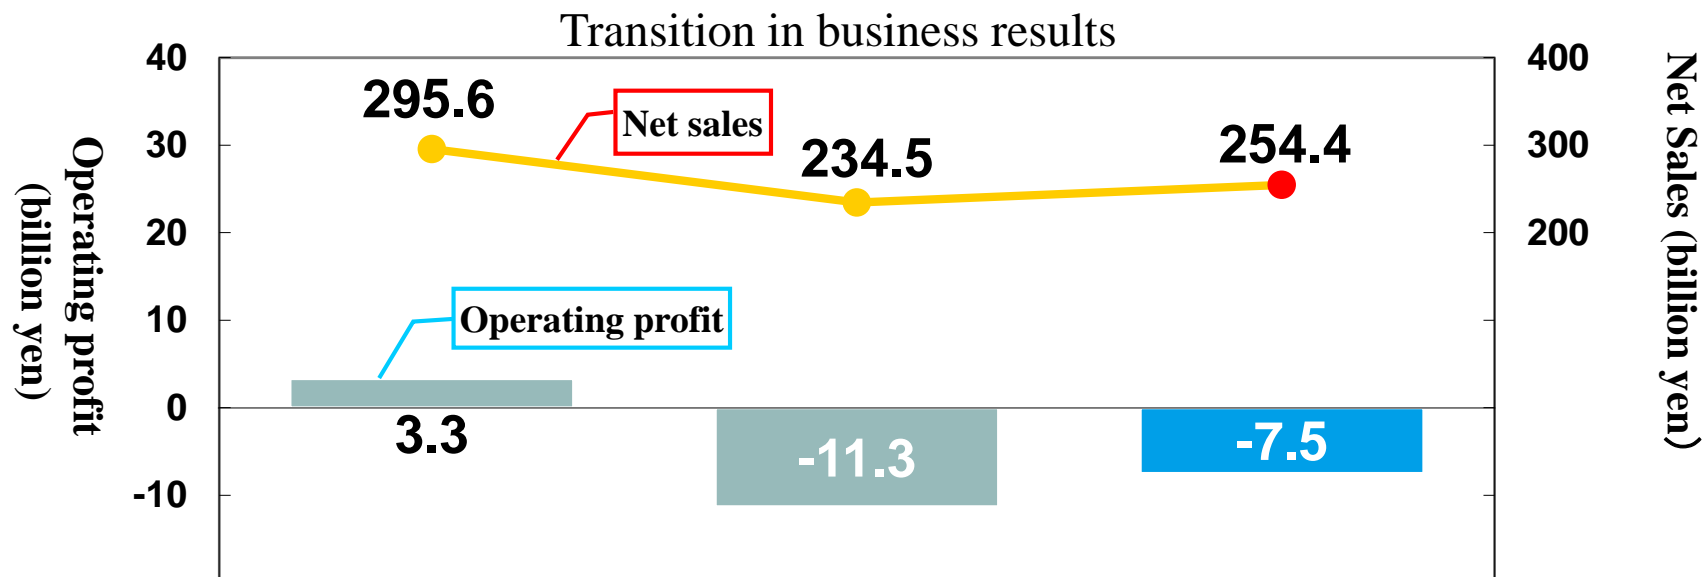 Transition in business results
Operating profit
(billion yen)
40
30
20
10
0
-10
295.6
Net sales
234.5
254.4
Operating profit
3.3
-11.3
-7.5
400
300
200
Net Sales (billion yen)